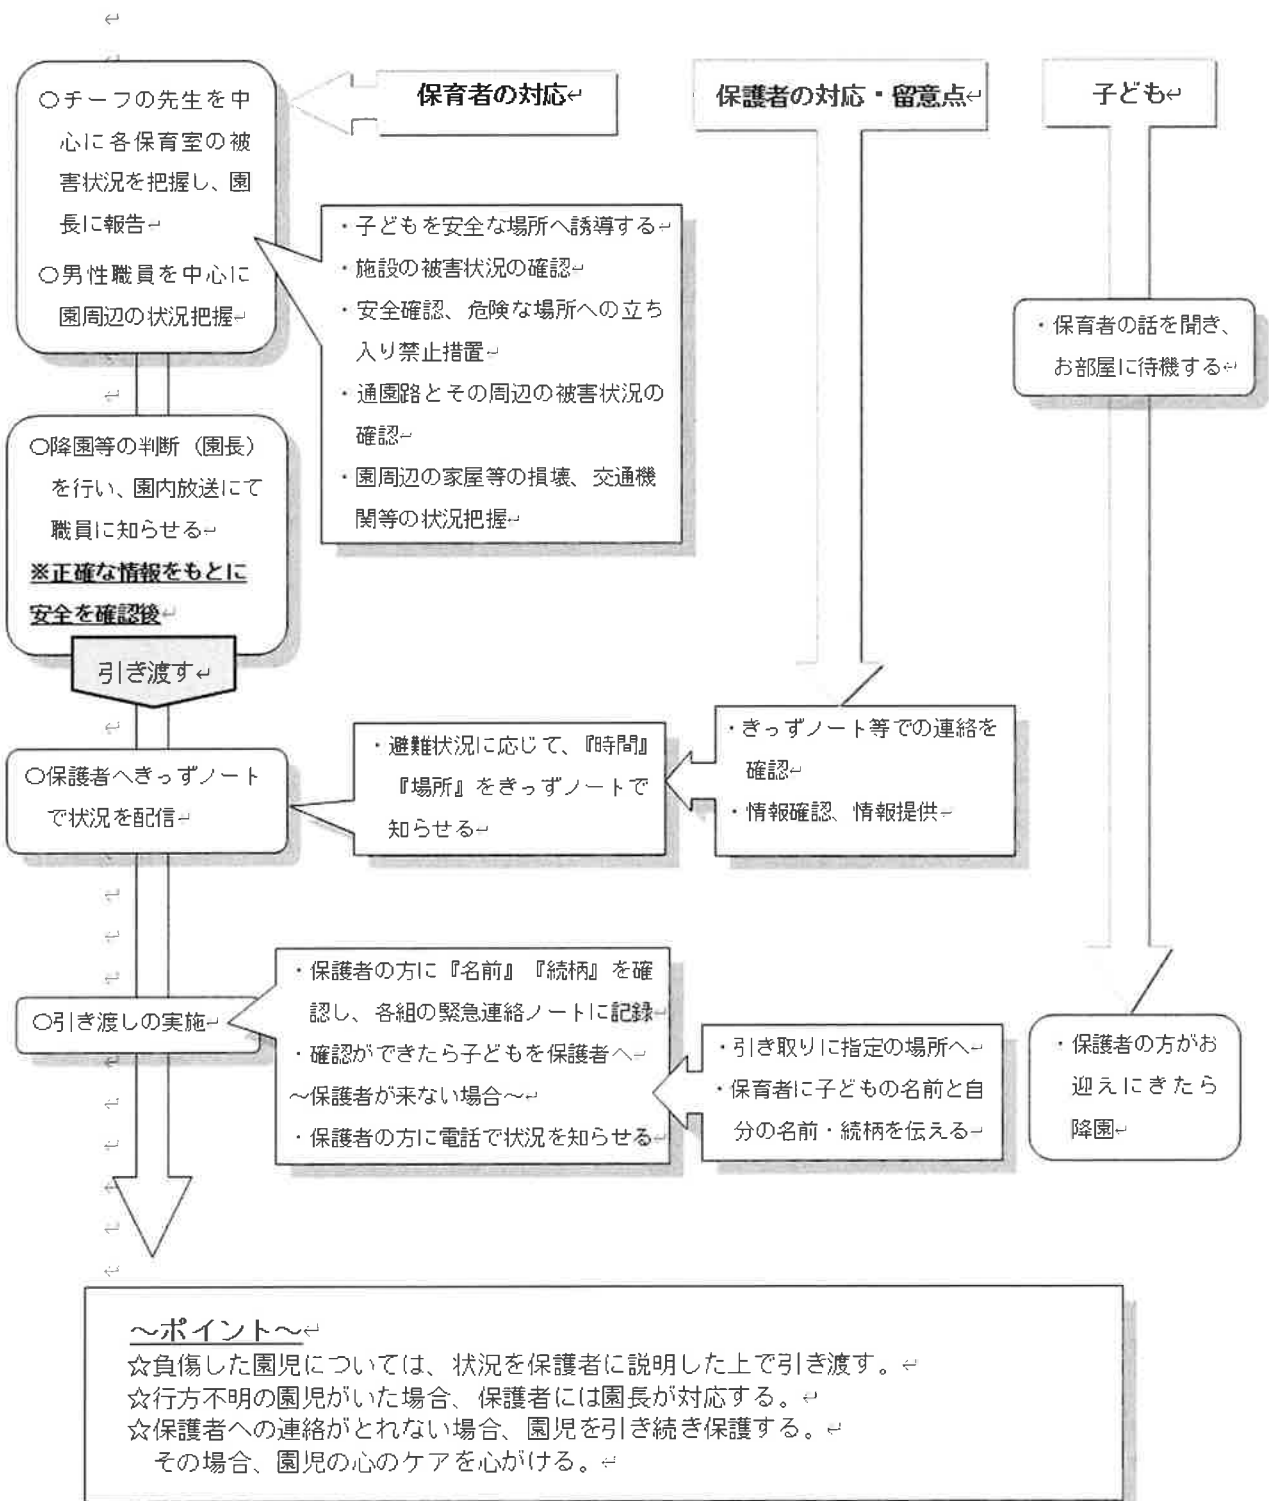 保育者の対応
保護者の対応・留意点
子ども
〇チーフの先生を中
心に各保育室の被
害状況を把握し、園
長に報告
〇男性職員を中心に
園周辺の状況把握
・子どもを安全な場所へ誘導する
・施設の被害状況の確認
・安全確認、危険な場所への立ち
入り禁止措置
・通園路とその周辺の被害状況の
確認
・園周辺の家屋等の損壊、交通機
関等の状況把握
・保育者の話を聞き、
お部屋に待機する
〇降園等の判断（園長）
を行い、園内放送にて
職員に知らせる
※正確な情報をもとに
安全を確認後
引き渡す
〇保護者へきっずノート
で状況を配信
・避難状況に応じて、『時間』
『場所』をきっずノートで
知らせる
・きっずノート等での連絡を
確認
・情報確認、情報提供
〇引き渡しの実施
・保護者の方に『名前』『続柄』を確
認し、各組の緊急連絡ノートに記録
・確認ができたら子どもを保護者へ
～保護者が来ない場合～
・保護者の方に電話で状況を知らせる
・引き取りに指定の場所へ
・保育者に子どもの名前と自
分の名前・続柄を伝える
・保護者の方がお
迎えにきたら
降園
～ポイント～
☆負傷した園児については、状況を保護者に説明した上で引き渡す。
☆行方不明の園児がいた場合、保護者には園長が対応する。
☆保護者への連絡がとれない場合、園児を引き続き保護する。
その場合、園児の心のケアを心がける。